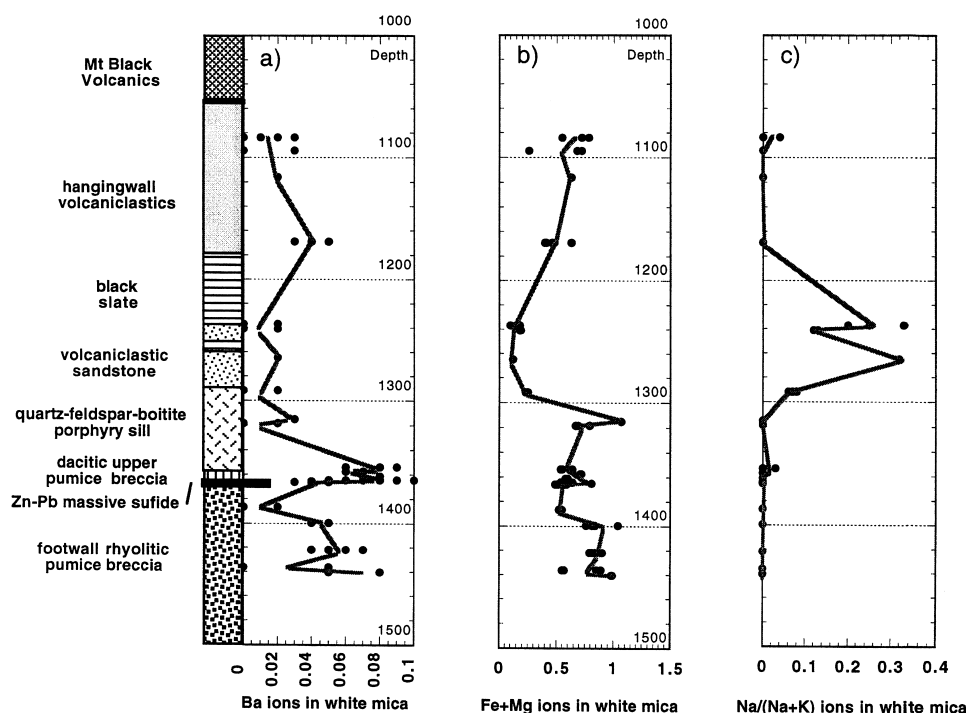 1000
1000
a)
Depth
b)
Depth
c)
Mt Black
Volcanics
1100
1100
hangingwall
volcaniclastics
1200
1200
black
slate
volcaniclastic
sandstone
1300
1300
quartz-feldspar-boitite
porphyry sill
dacitic upper
pumice breccia
Zn-Pb massive sufide
1400
1400
footwall rhyolitic
pumice breccia
1500
1500
0 0.02 0.04 0.06 0.08 0.1
0 0.5 1 1.5
0 0.1 0.2 0.3 0.4
Ba ions in white mica
Fe+Mg ions in white mica
Na/(Na+K) ions in white mica